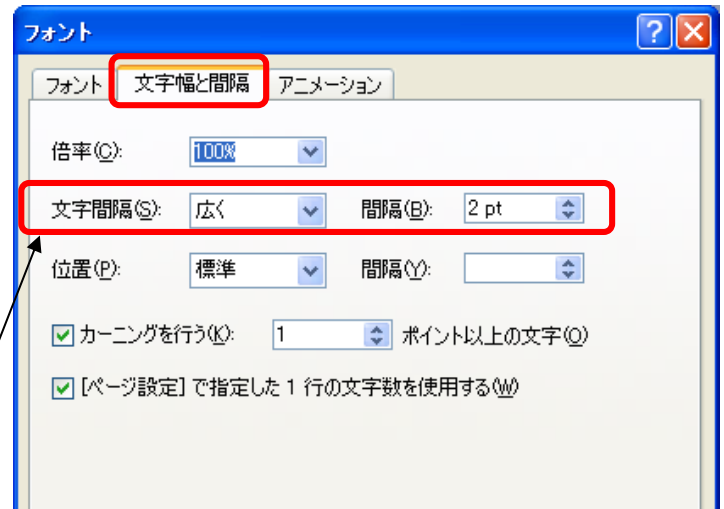 フォント
フォント 文字幅と間隔 アニメーション
倍率(C): 100%
文字間隔(S): 広く 間隔(B): 2 pt
位置(P): 標準 間隔(Y):
カーニングを行う(K): 1 ポイント以上の文字(O)
[ページ設定] で指定した 1 行の文字数を使用する(W)